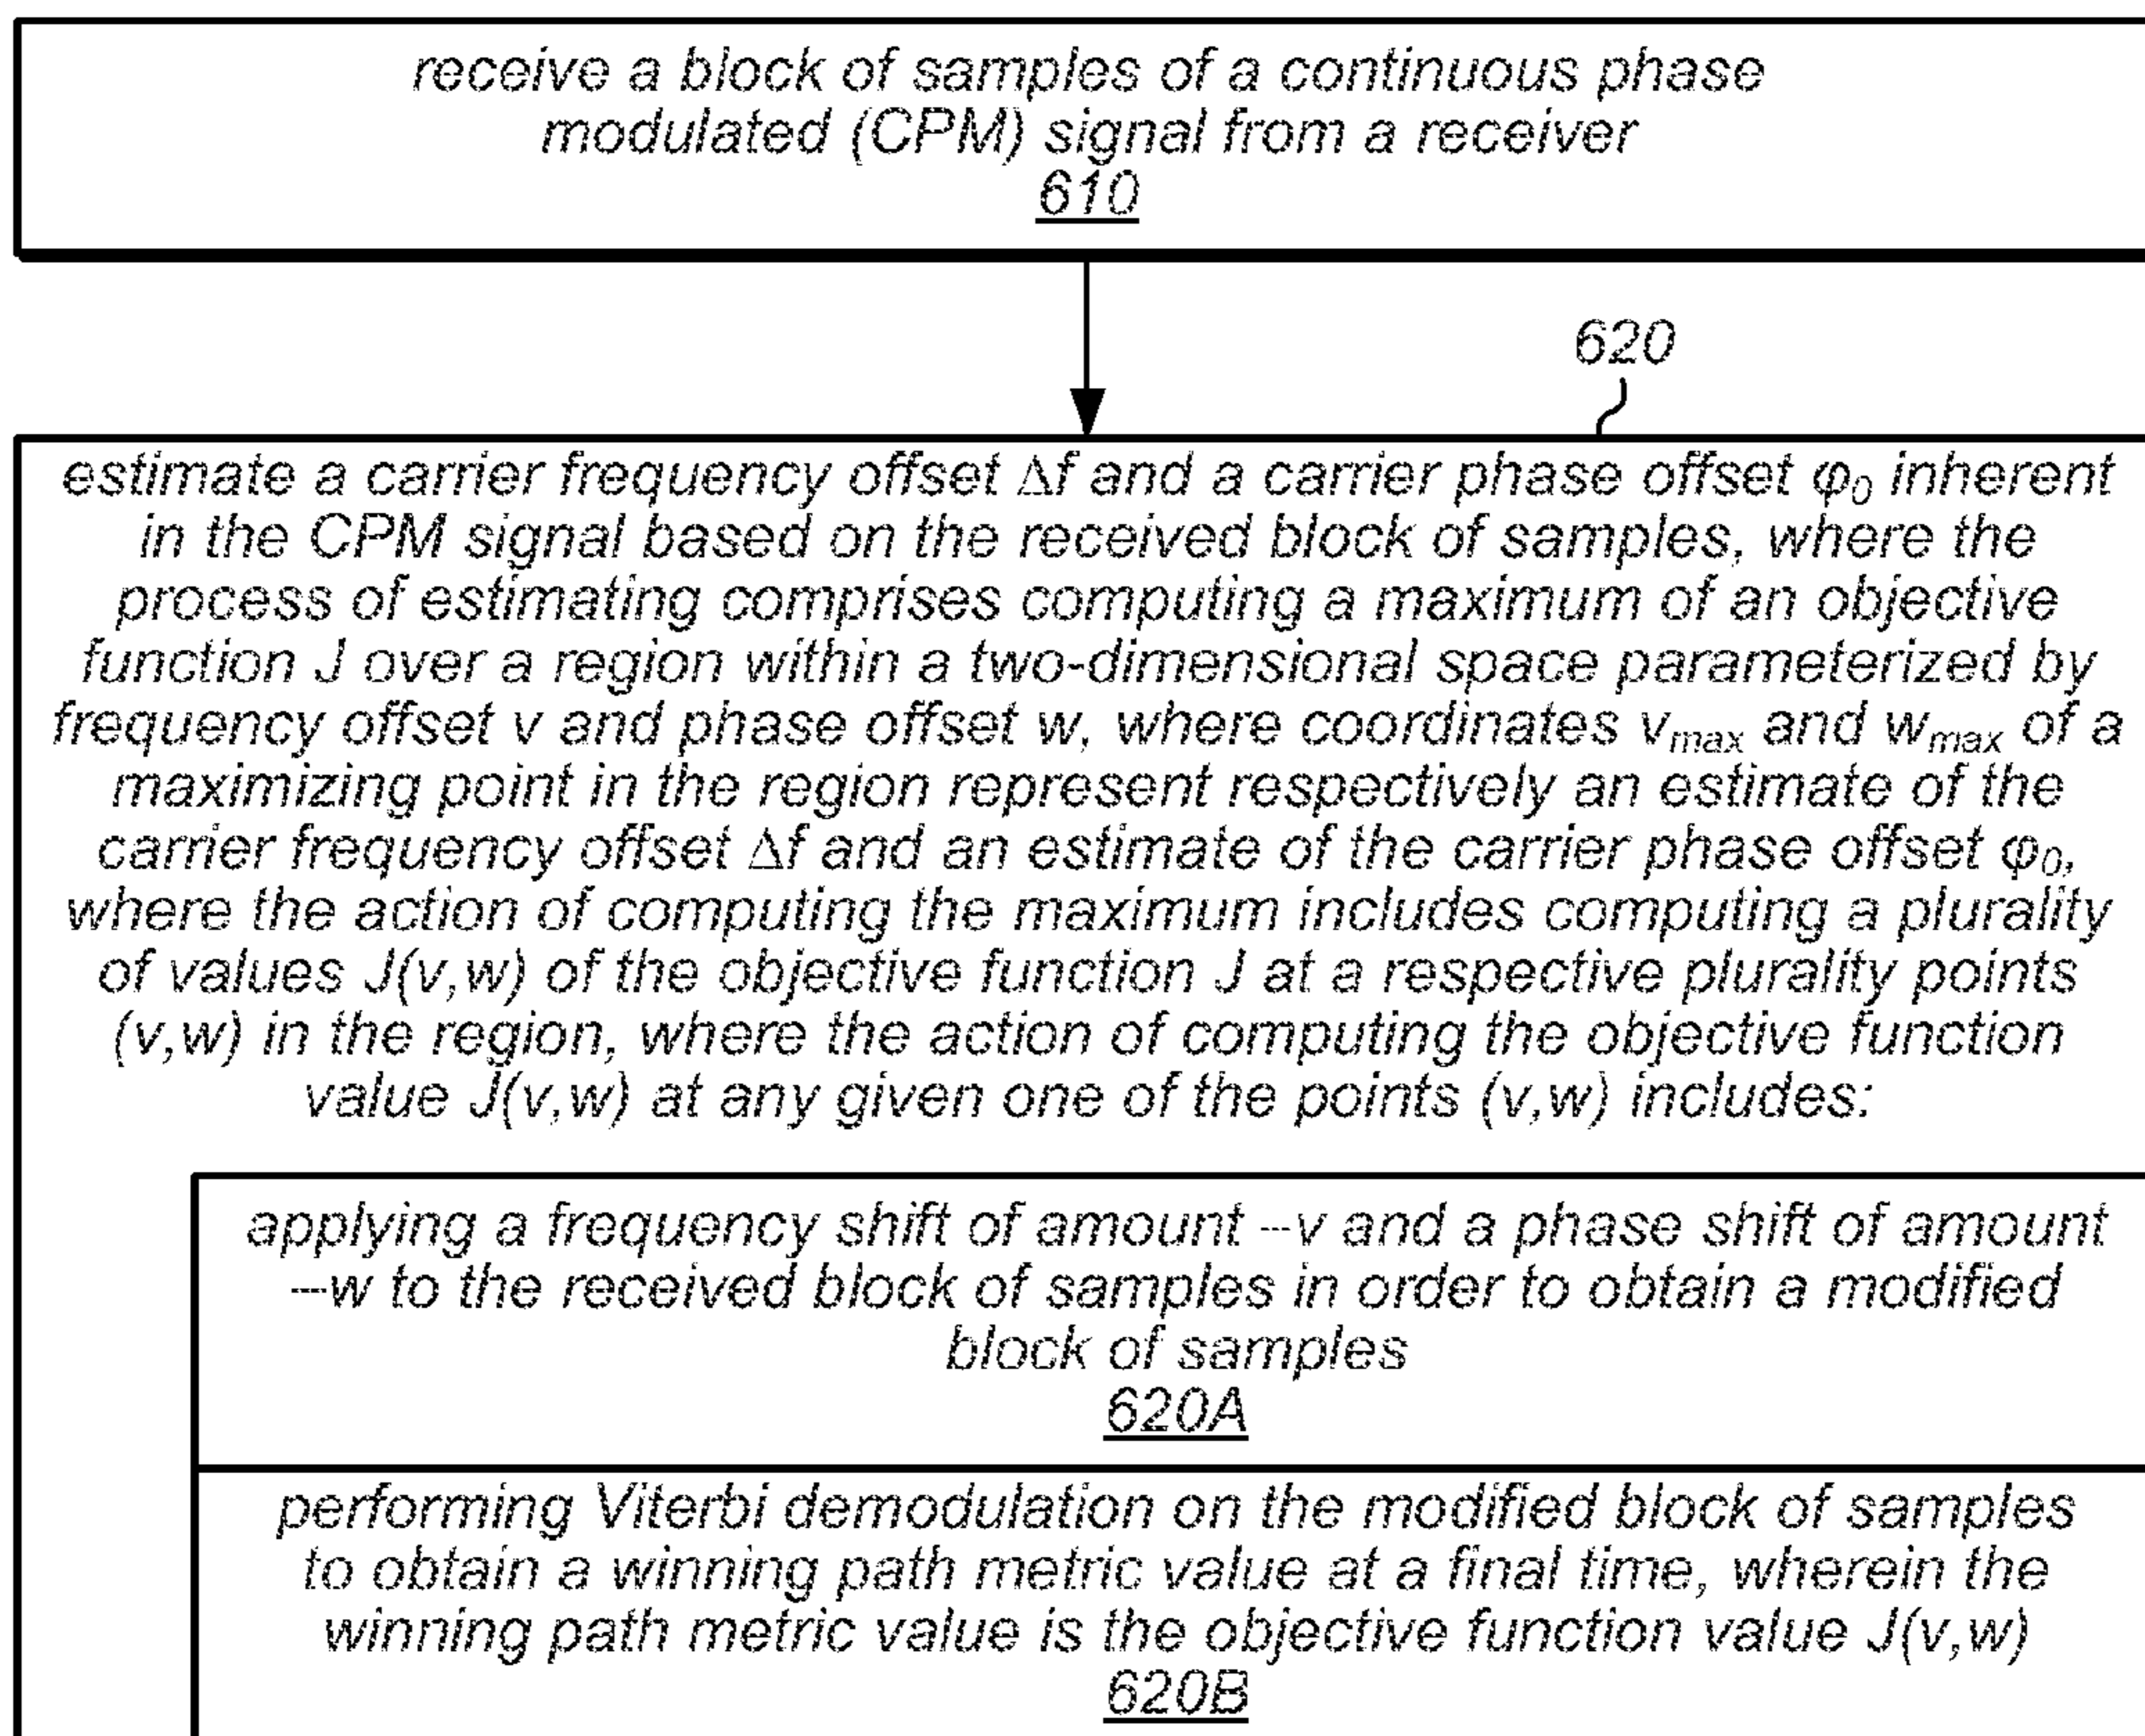 receive a block of samples of a continuous phase
modulated (CPM) signal from a receiver
610
620
estimate a carrier frequency offset Δf and a carrier phase offset φ₀ inherent
in the CPM signal based on the received block of samples, where the
process of estimating comprises computing a maximum of an objective
function J over a region within a two-dimensional space parameterized by
frequency offset v and phase offset w, where coordinates vmax and wmax of a
maximizing point in the region represent respectively an estimate of the
carrier frequency offset Δf and an estimate of the carrier phase offset φ₀,
where the action of computing the maximum includes computing a plurality
of values J(v,w) of the objective function J at a respective plurality points
(v,w) in the region, where the action of computing the objective function
value J(v,w) at any given one of the points (v,w) includes:
applying a frequency shift of amount –v and a phase shift of amount
–w to the received block of samples in order to obtain a modified
block of samples
620A
performing Viterbi demodulation on the modified block of samples
to obtain a winning path metric value at a final time, wherein the
winning path metric value is the objective function value J(v,w)
620B